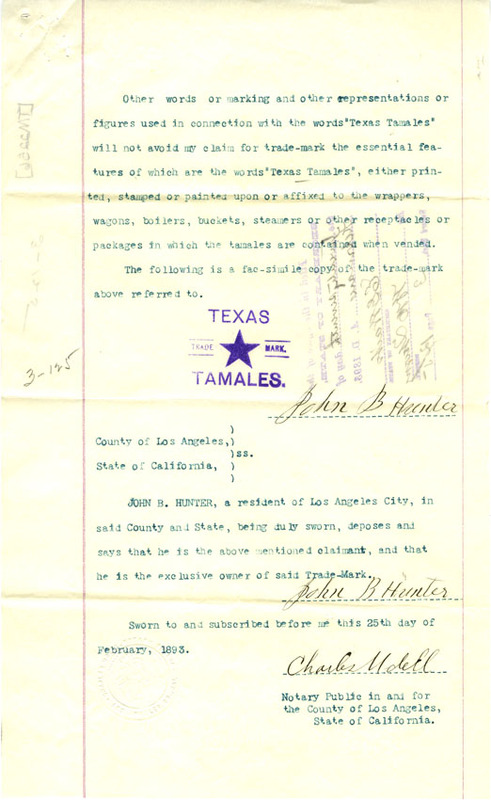 Other words or marking and other representations or
figures used in connection with the words"Texas Tamales"
will not avoid my claim for trade-mark the essential fea-
tures of which are the words"Texas Tamales", either prin-
ted, stamped or painted upon or affixed to the wrappers,
wagons, boilers, buckets, steamers or other receptacles or
packages in which the tamales are contained when vended.
The following is a fac-simile copy of the trade-mark
above referred to.
TEXAS
TRADE MARK.
TAMALES.
3-125
John B Hunter
)
County of Los Angeles,)
)ss.
State of California, )
)
JOHN B. HUNTER, a resident of Los Angeles City, in
said County and State, being duly sworn, deposes and
says that he is the above mentioned claimant, and that
he is the exclusive owner of said Trade-Mark.
John B Hunter
Sworn to and subscribed before me this 25th day of
February, 1893.
Charles Udell
Notary Public in and for
the County of Los Angeles,
State of California.